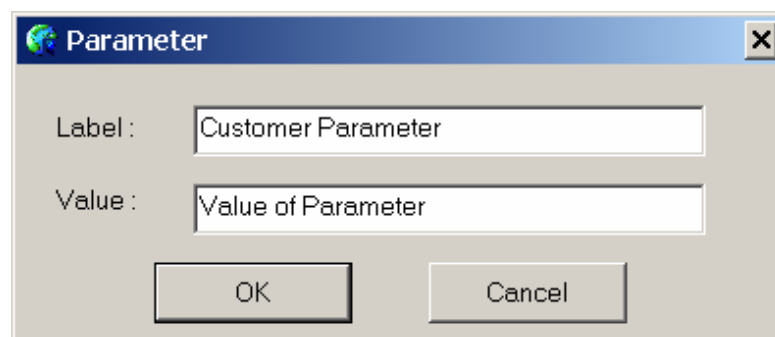 Parameter
Label : Customer Parameter
Value : Value of Parameter
OK Cancel